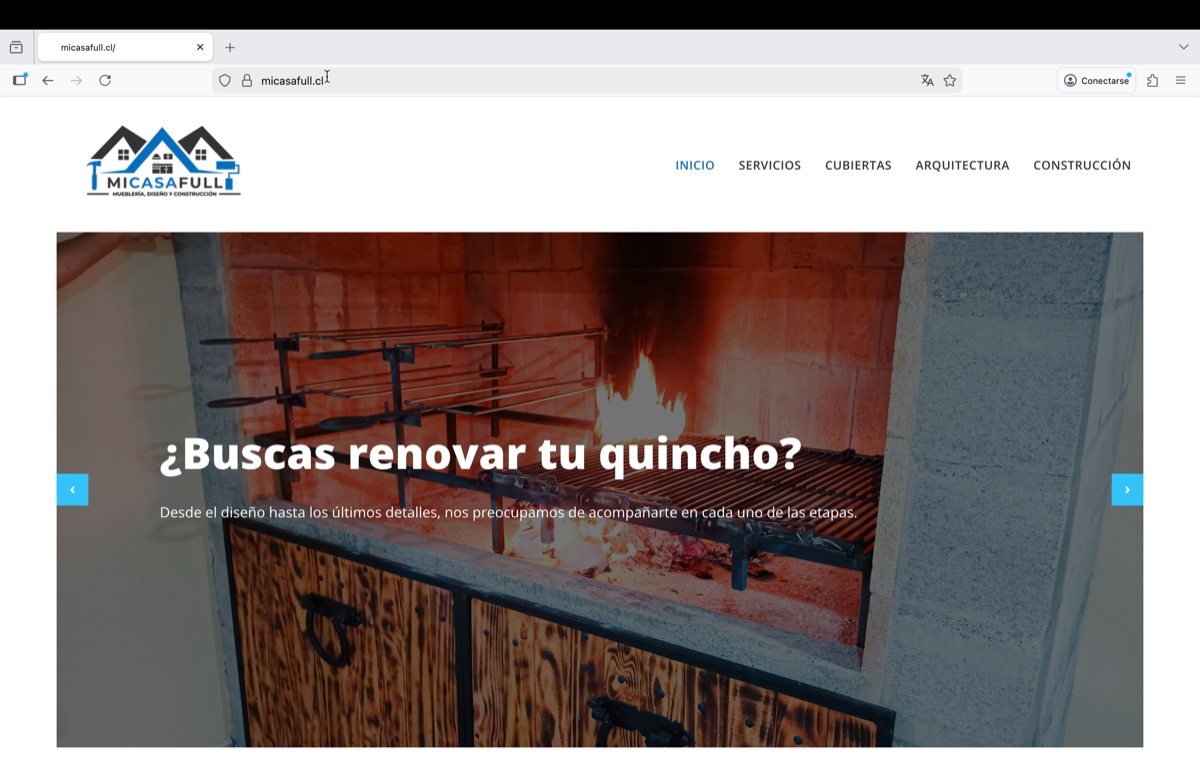 micasafull.cl/
micasafull.cl
Conectarse
MICASAFULL
MUEBLERÍA, DISEÑO Y CONSTRUCCIÓN
INICIO SERVICIOS CUBIERTAS ARQUITECTURA CONSTRUCCIÓN
¿Buscas renovar tu quincho?
Desde el diseño hasta los últimos detalles, nos preocupamos de acompañarte en cada uno de las etapas.